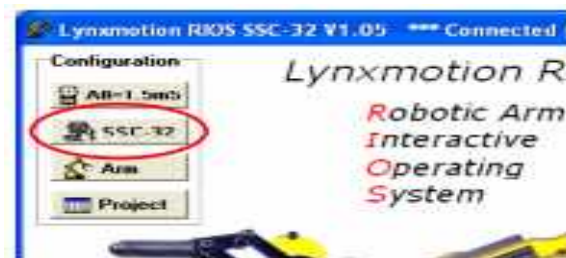 Lynxmotion RIOS SSC-32 V1.05 *** Connected
Configuration
Lynxmotion R
SSC-32
Arm
Project
Robotic Arm
Interactive
Operating
System